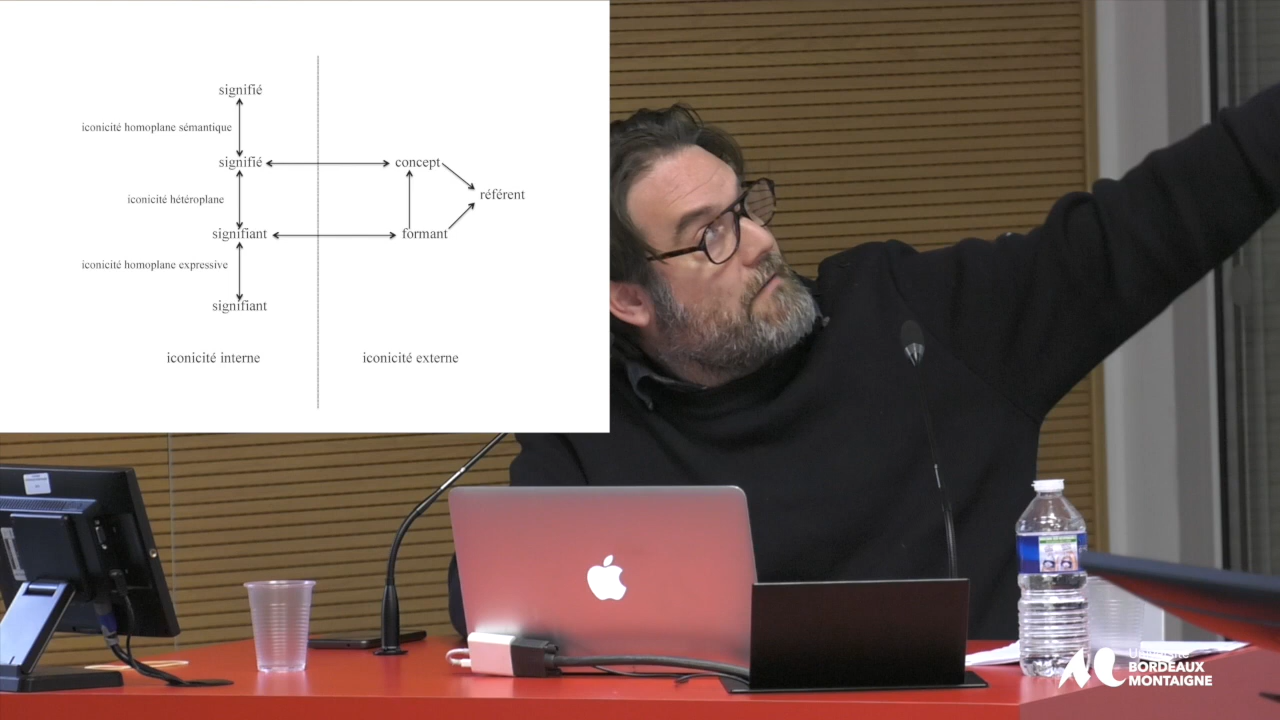 signifié
iconicité homoplane sémantique
signifié
concept
iconicité hétéroplane
référent
signifiant
formant
iconicité homoplane expressive
signifiant
iconicité interne
iconicité externe
Université
BORDEAUX
MONTAIGNE